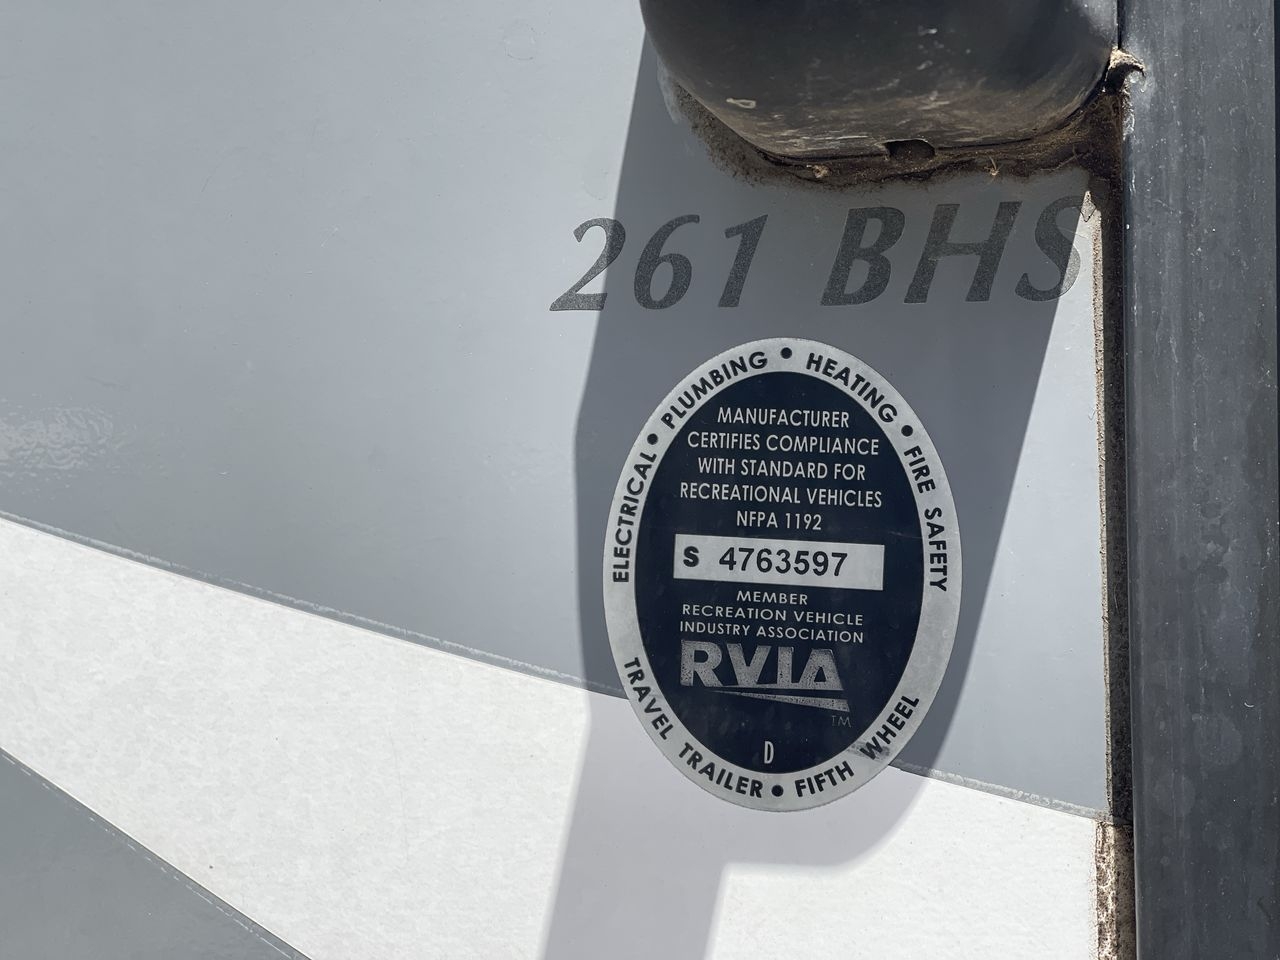 261 BHS
PLUMBING • HEATING • FIRE SAFETY
ELECTRICAL •
MANUFACTURER
CERTIFIES COMPLIANCE
WITH STANDARD FOR
RECREATIONAL VEHICLES
NFPA 1192
S 4763597
MEMBER
RECREATION VEHICLE
INDUSTRY ASSOCIATION
RVIA
TM
D
TRAVEL TRAILER • FIFTH WHEEL